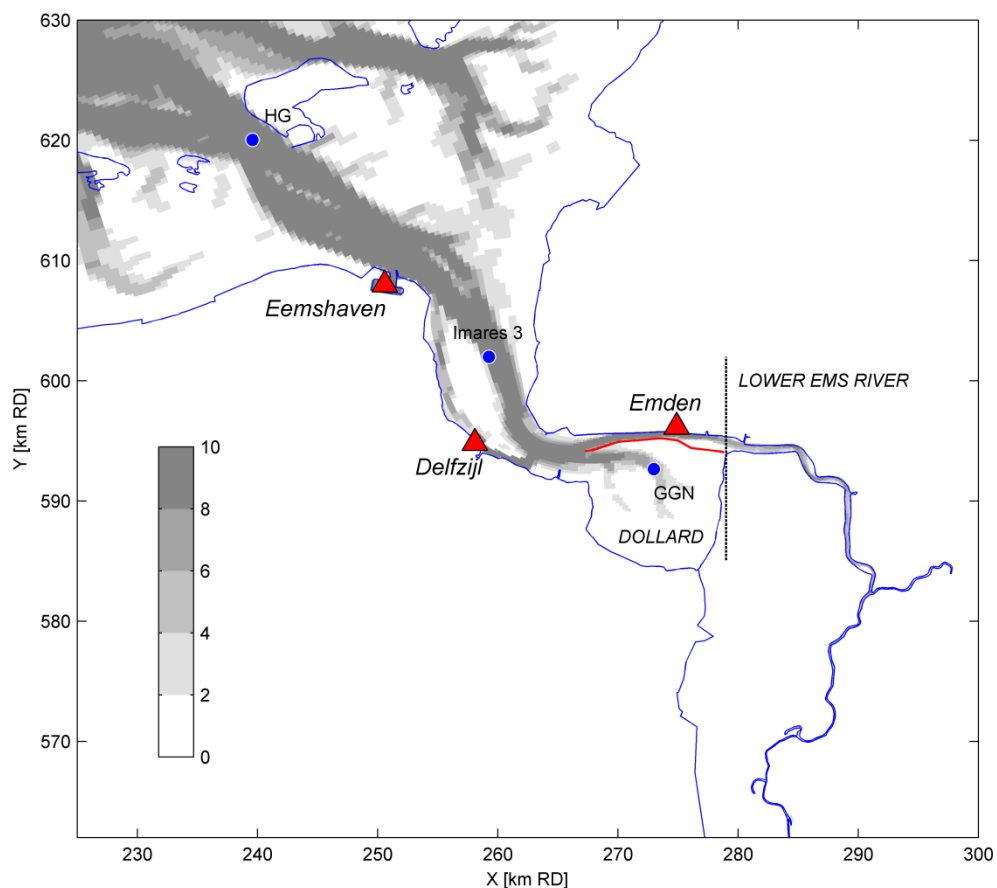 630
620
610
600
590
580
570
Y [km RD]
HG
Eemshaven
Imares 3
LOWER EMS RIVER
Emden
Delfzijl
GGN
DOLLARD
10
8
6
4
2
0
230
240
250
260
270
280
290
300
X [km RD]